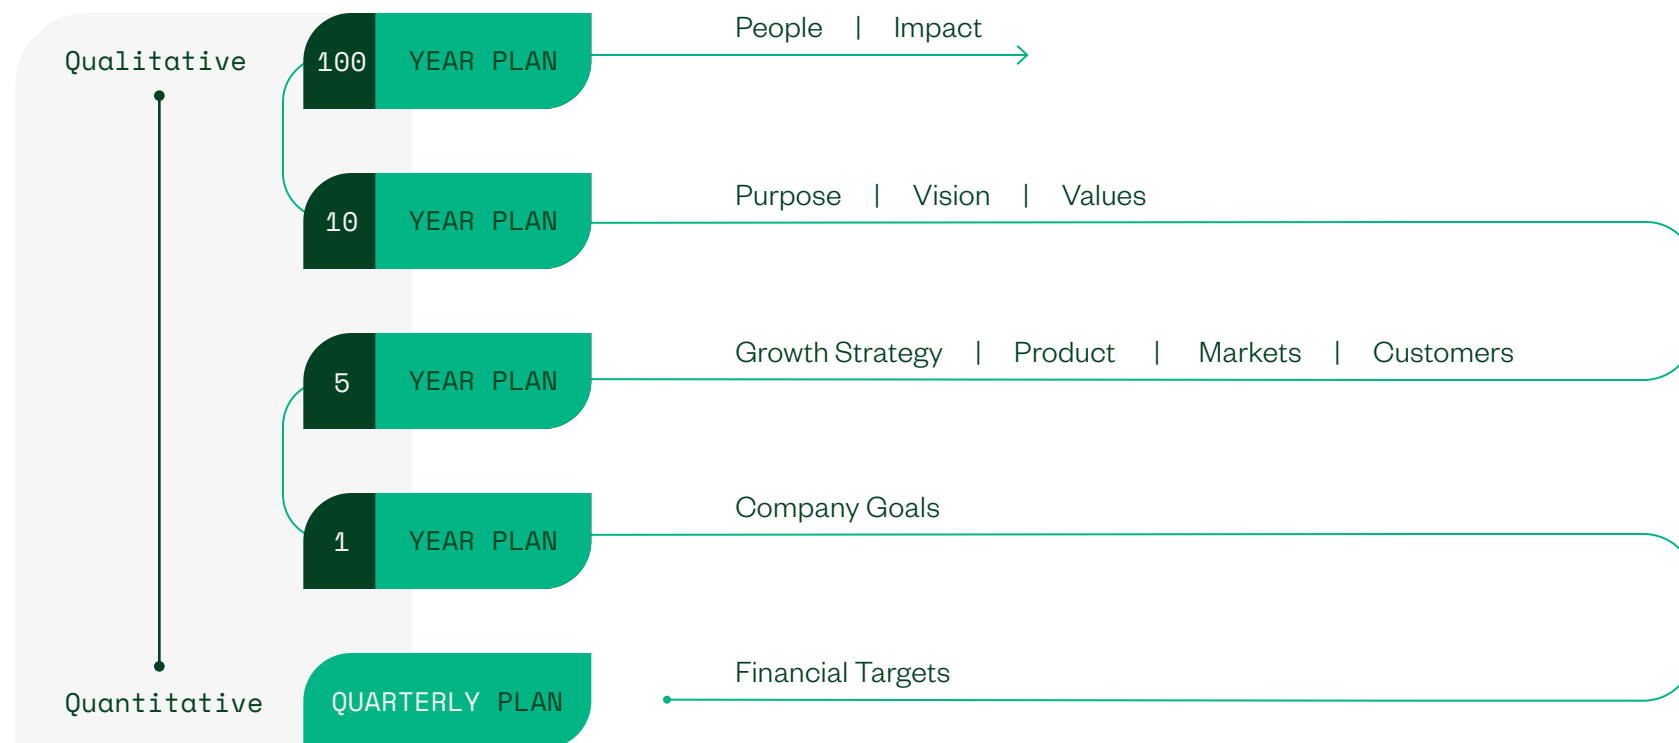 Qualitative
100 YEAR PLAN
People | Impact
10 YEAR PLAN
Purpose | Vision | Values
5 YEAR PLAN
Growth Strategy | Product | Markets | Customers
1 YEAR PLAN
Company Goals
Quantitative
QUARTERLY PLAN
Financial Targets